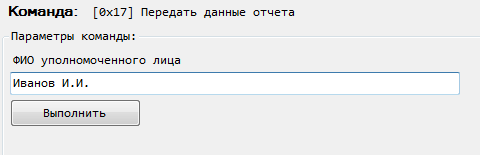 Команда: [0x17] Передать данные отчета
Параметры команды:
ФИО уполномоченного лица
Иванов И.И.
Выполнить